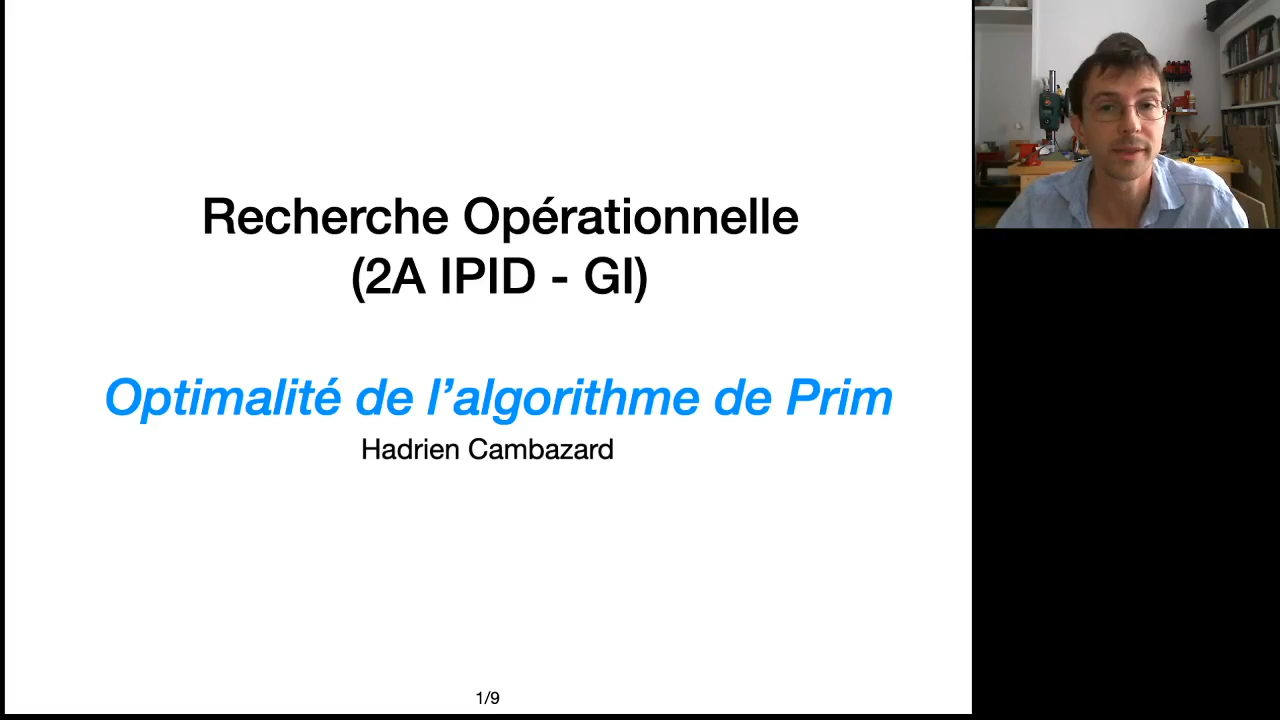 Recherche Opérationnelle
(2A IPID - GI)
Optimalité de l’algorithme de Prim
Hadrien Cambazard
1/9